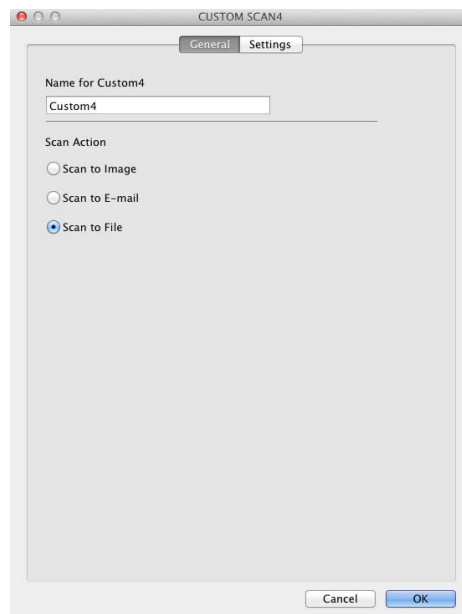 CUSTOM SCAN4
General Settings
Name for Custom4
Custom4
Scan Action
Scan to Image
Scan to E-mail
Scan to File
Cancel OK